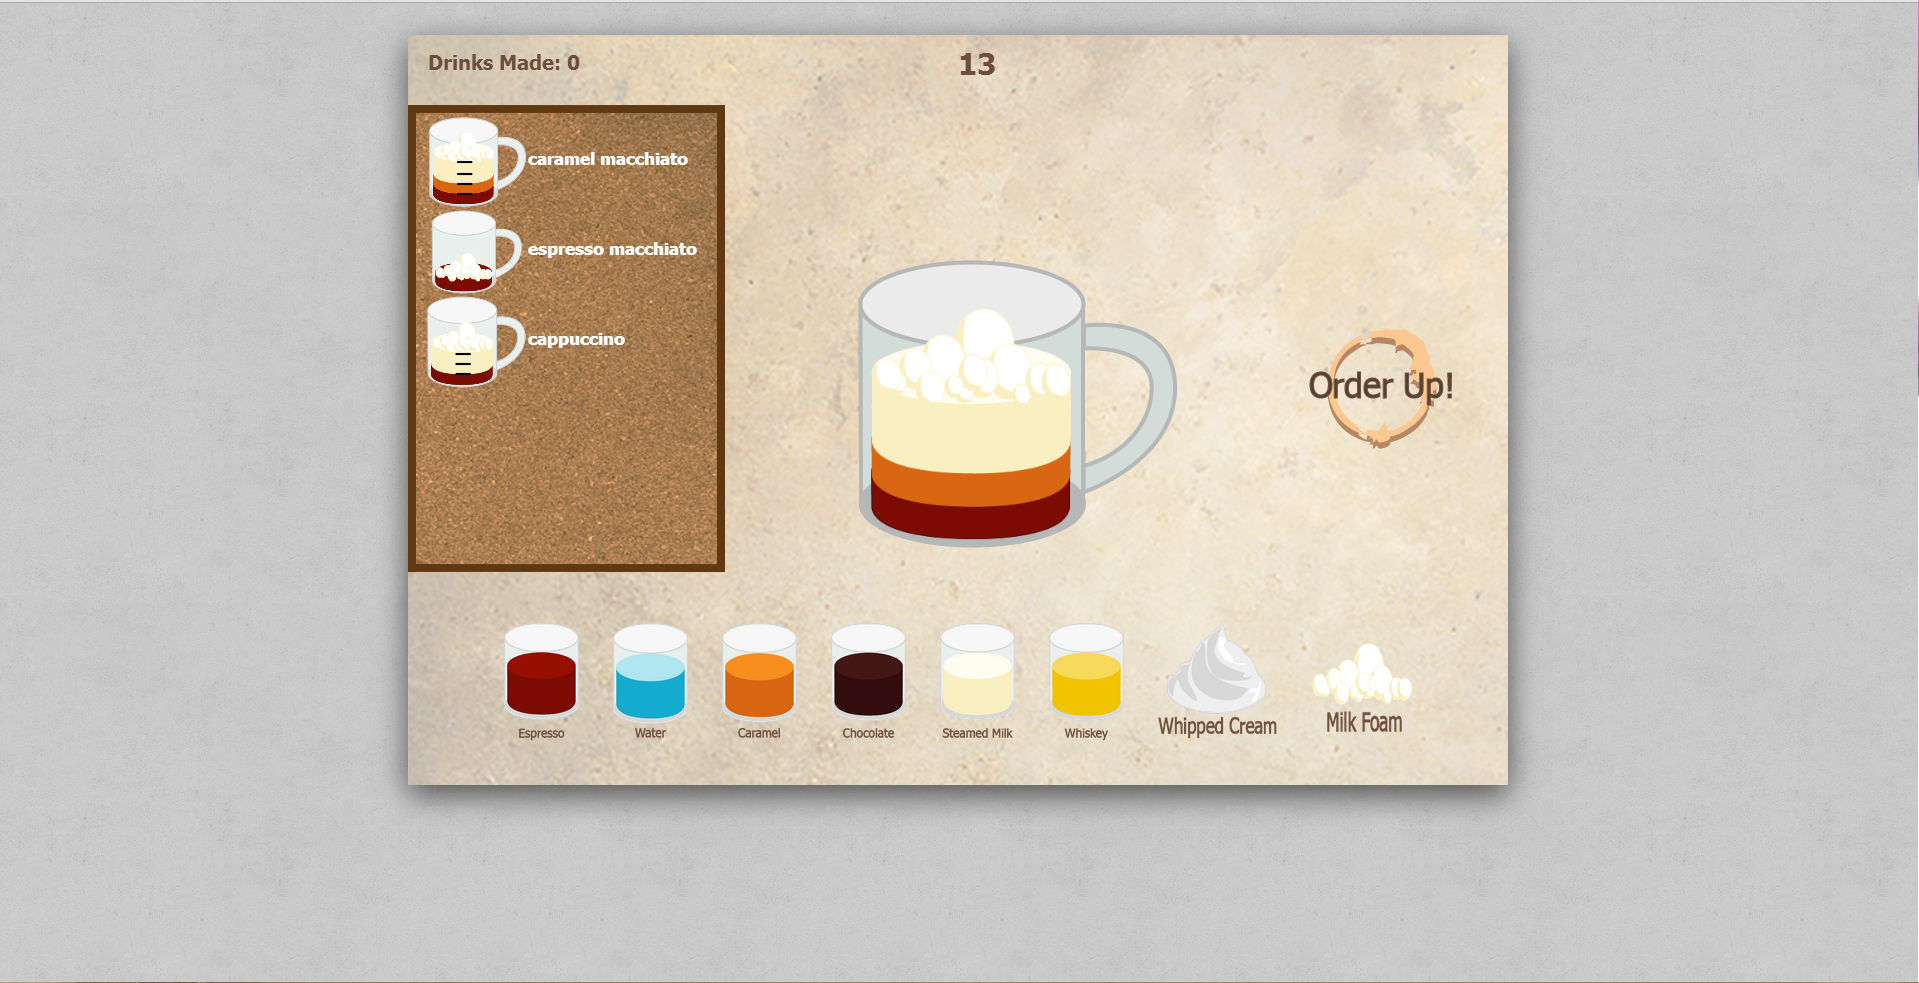 Drinks Made: 0
13
caramel macchiato
espresso macchiato
cappuccino
Order Up!
Espresso
Water
Caramel
Chocolate
Steamed Milk
Whiskey
Whipped Cream
Milk Foam